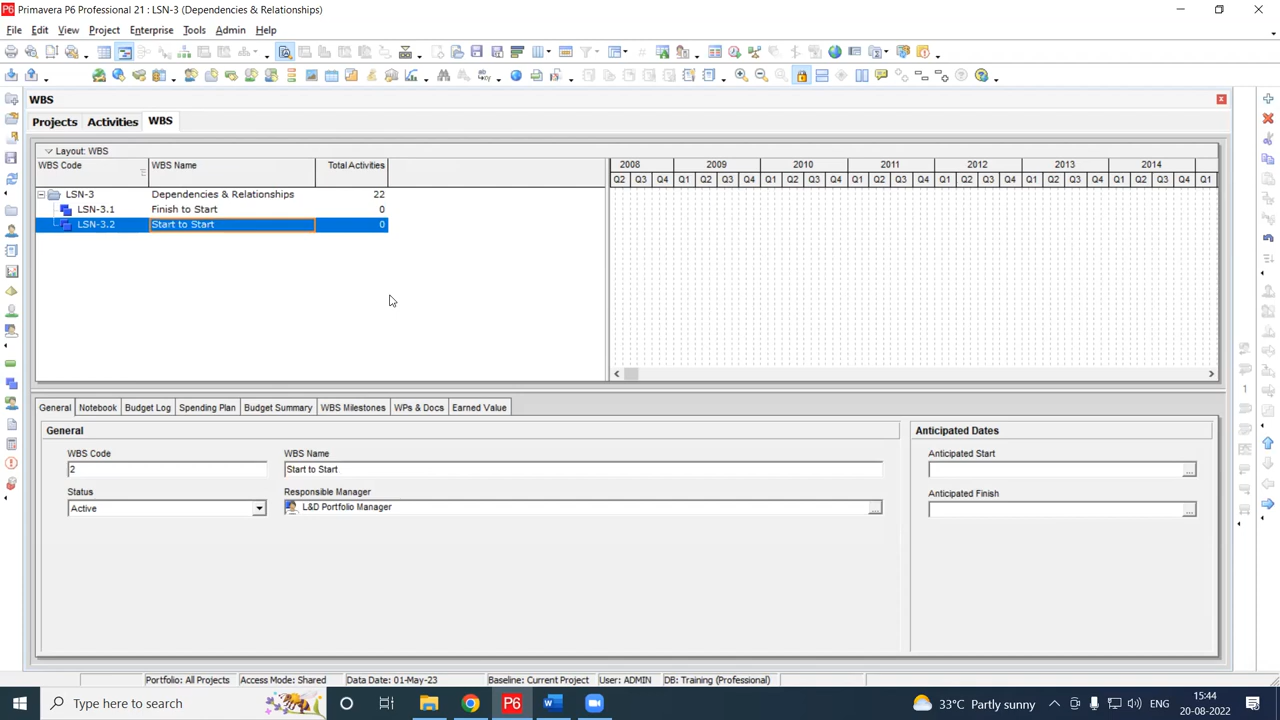 Primavera P6 Professional 21 : LSN-3 (Dependencies & Relationships)
File Edit View Project Enterprise Tools Admin Help
WBS
Projects Activities WBS
Layout: WBS
WBS Code WBS Name Total Activities
2008 2009 2010 2011 2012 2013 2014
Q2 Q3 Q4 Q1 Q2 Q3 Q4 Q1 Q2 Q3 Q4 Q1 Q2 Q3 Q4 Q1 Q2 Q3 Q4 Q1 Q2 Q3 Q4 Q1 Q2 Q3 Q4 Q1
LSN-3 Dependencies & Relationships 22
LSN-3.1 Finish to Start 0
LSN-3.2 Start to Start 0
General Notebook Budget Log Spending Plan Budget Summary WBS Milestones WPs & Docs Earned Value
General
Anticipated Dates
WBS Code WBS Name
Anticipated Start
2 Start to Start
Status Responsible Manager
Anticipated Finish
Active L&D Portfolio Manager
Portfolio: All Projects Access Mode: Shared Data Date: 01-May-23 Baseline: Current Project User: ADMIN DB: Training (Professional)
Type here to search
33°C Partly sunny
ENG
15:44
20-08-2022